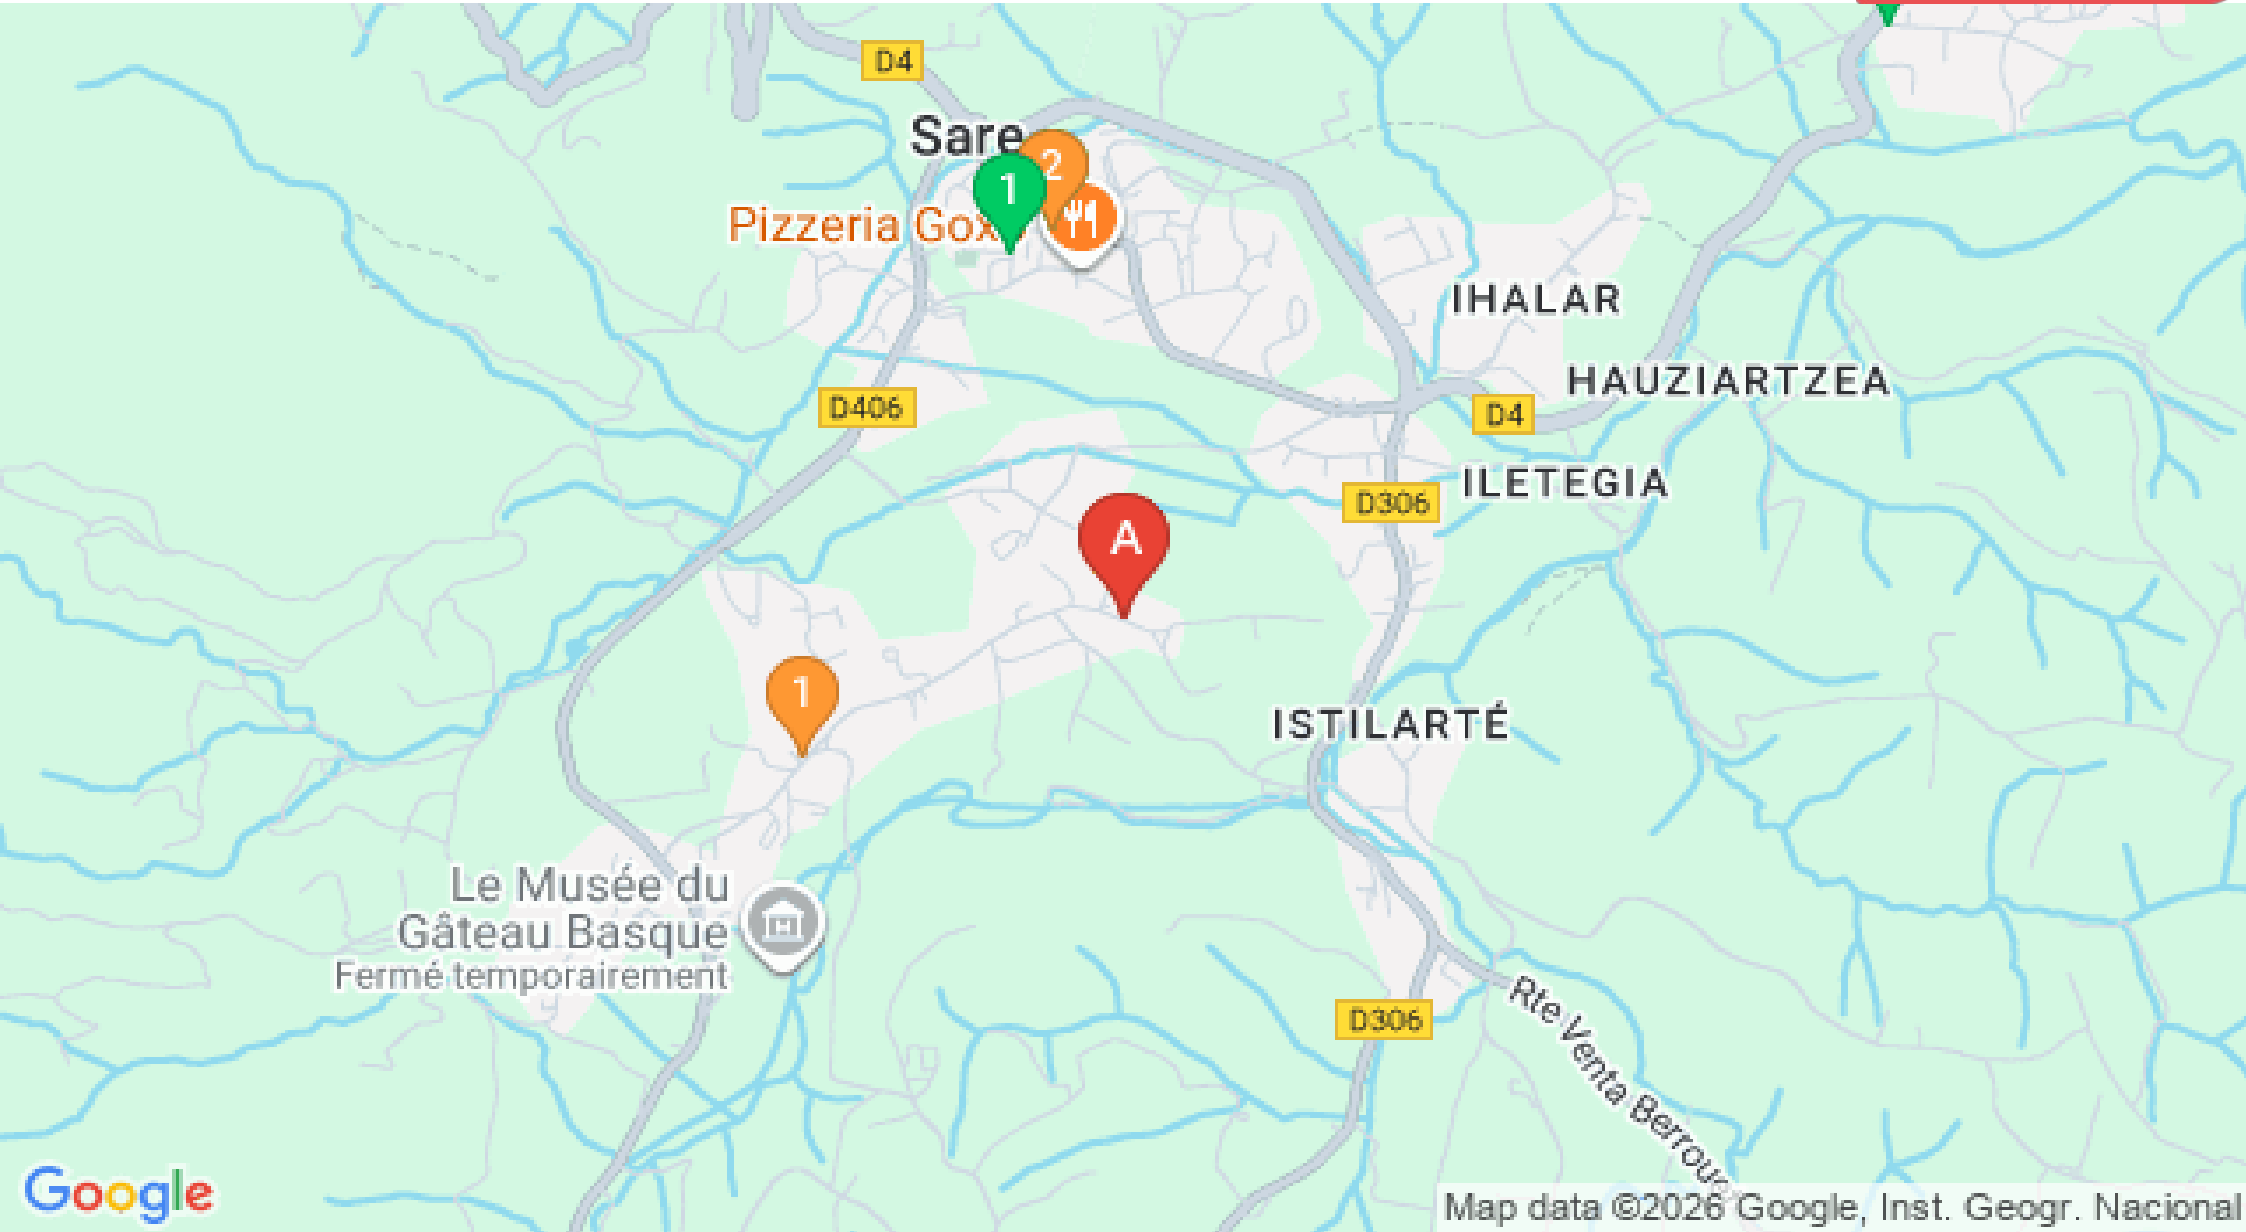 D4
Sare
2
1
Pizzeria Gox
IHALAR
HAUZIARTZEA
D406
D4
ILETEGIA
D306
A
1
ISTILARTÉ
Le Musée du
Gâteau Basque
Fermé temporairement
D306
Rte Venta Berrou
Google
Map data ©2026 Google, Inst. Geogr. Nacional